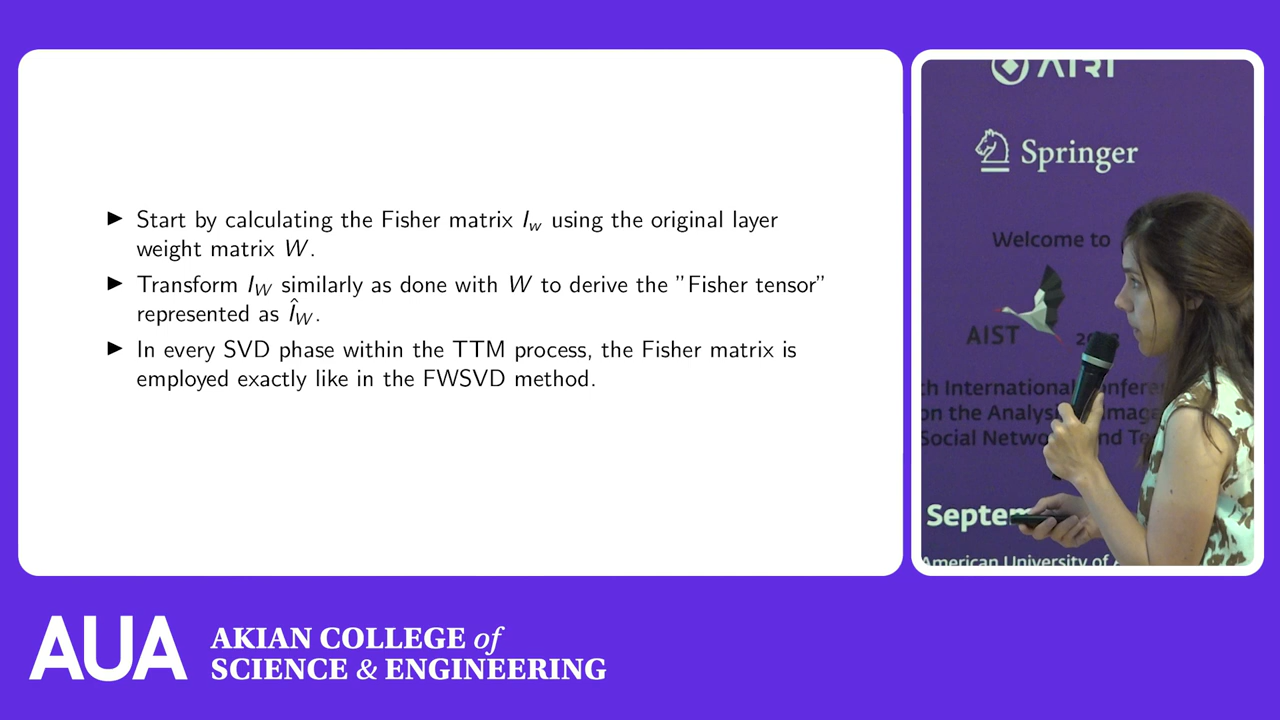 ▶ Start by calculating the Fisher matrix I_w using the original layer
weight matrix W.
▶ Transform I_W similarly as done with W to derive the ”Fisher tensor”
represented as Î_W.
▶ In every SVD phase within the TTM process, the Fisher matrix is
employed exactly like in the FWSVD method.
AIRI
Springer
Welcome to
AIST
th International Confere
on the Analys Image
Social Netwo nd Te
Septem
American University of A
AUA
AKIAN COLLEGE of
SCIENCE & ENGINEERING